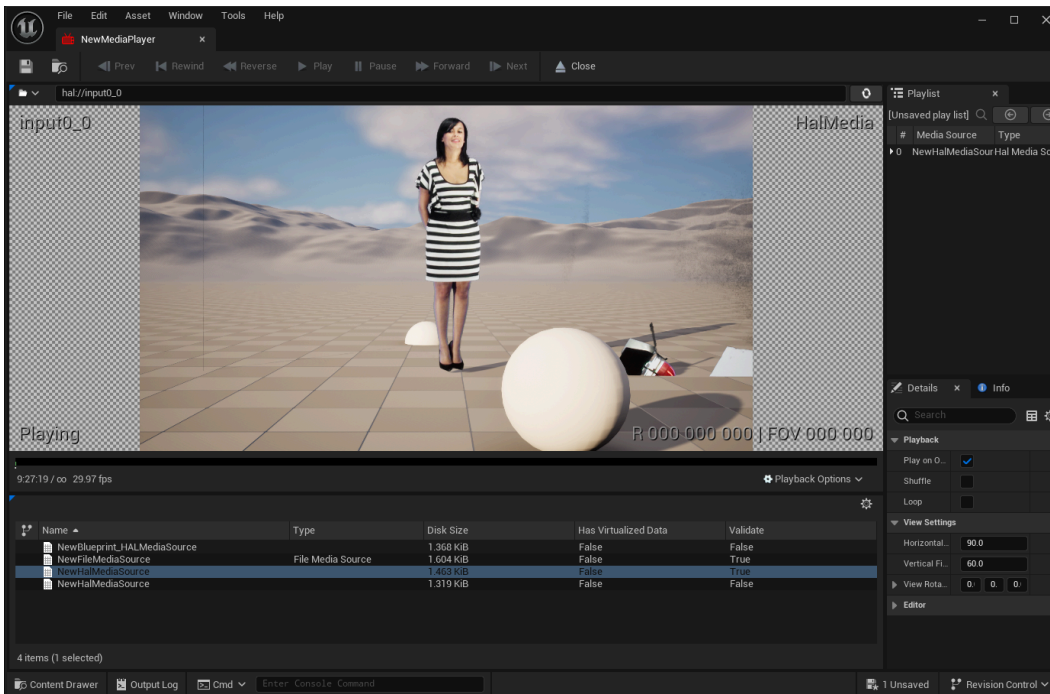 File Edit Asset Window Tools Help
NewMediaPlayer
Prev Rewind Reverse Play Pause Forward Next Close
hal://input0_0
input0_0 HalMedia
Playing R 000 000 000 | FOV 000 000
9:27:19 / ∞ 29.97 fps Playback Options
Name Type Disk Size Has Virtualized Data Validate
NewBlueprint_HALMediaSource 1.368 KiB False False
NewFileMediaSource File Media Source 1.604 KiB False True
NewHalMediaSource 1.463 KiB False True
NewHalMediaSource 1.319 KiB False False
4 items (1 selected)
Playlist
[Unsaved play list]
# Media Source Type
0 NewHalMediaSour Hal Media So
Details Info
Search
Playback
Play on O...
Shuffle
Loop
View Settings
Horizontal... 90.0
Vertical Fi... 60.0
View Rota... 0. 0. 0.
Editor
Content Drawer Output Log Cmd Enter Console Command 1 Unsaved Revision Control